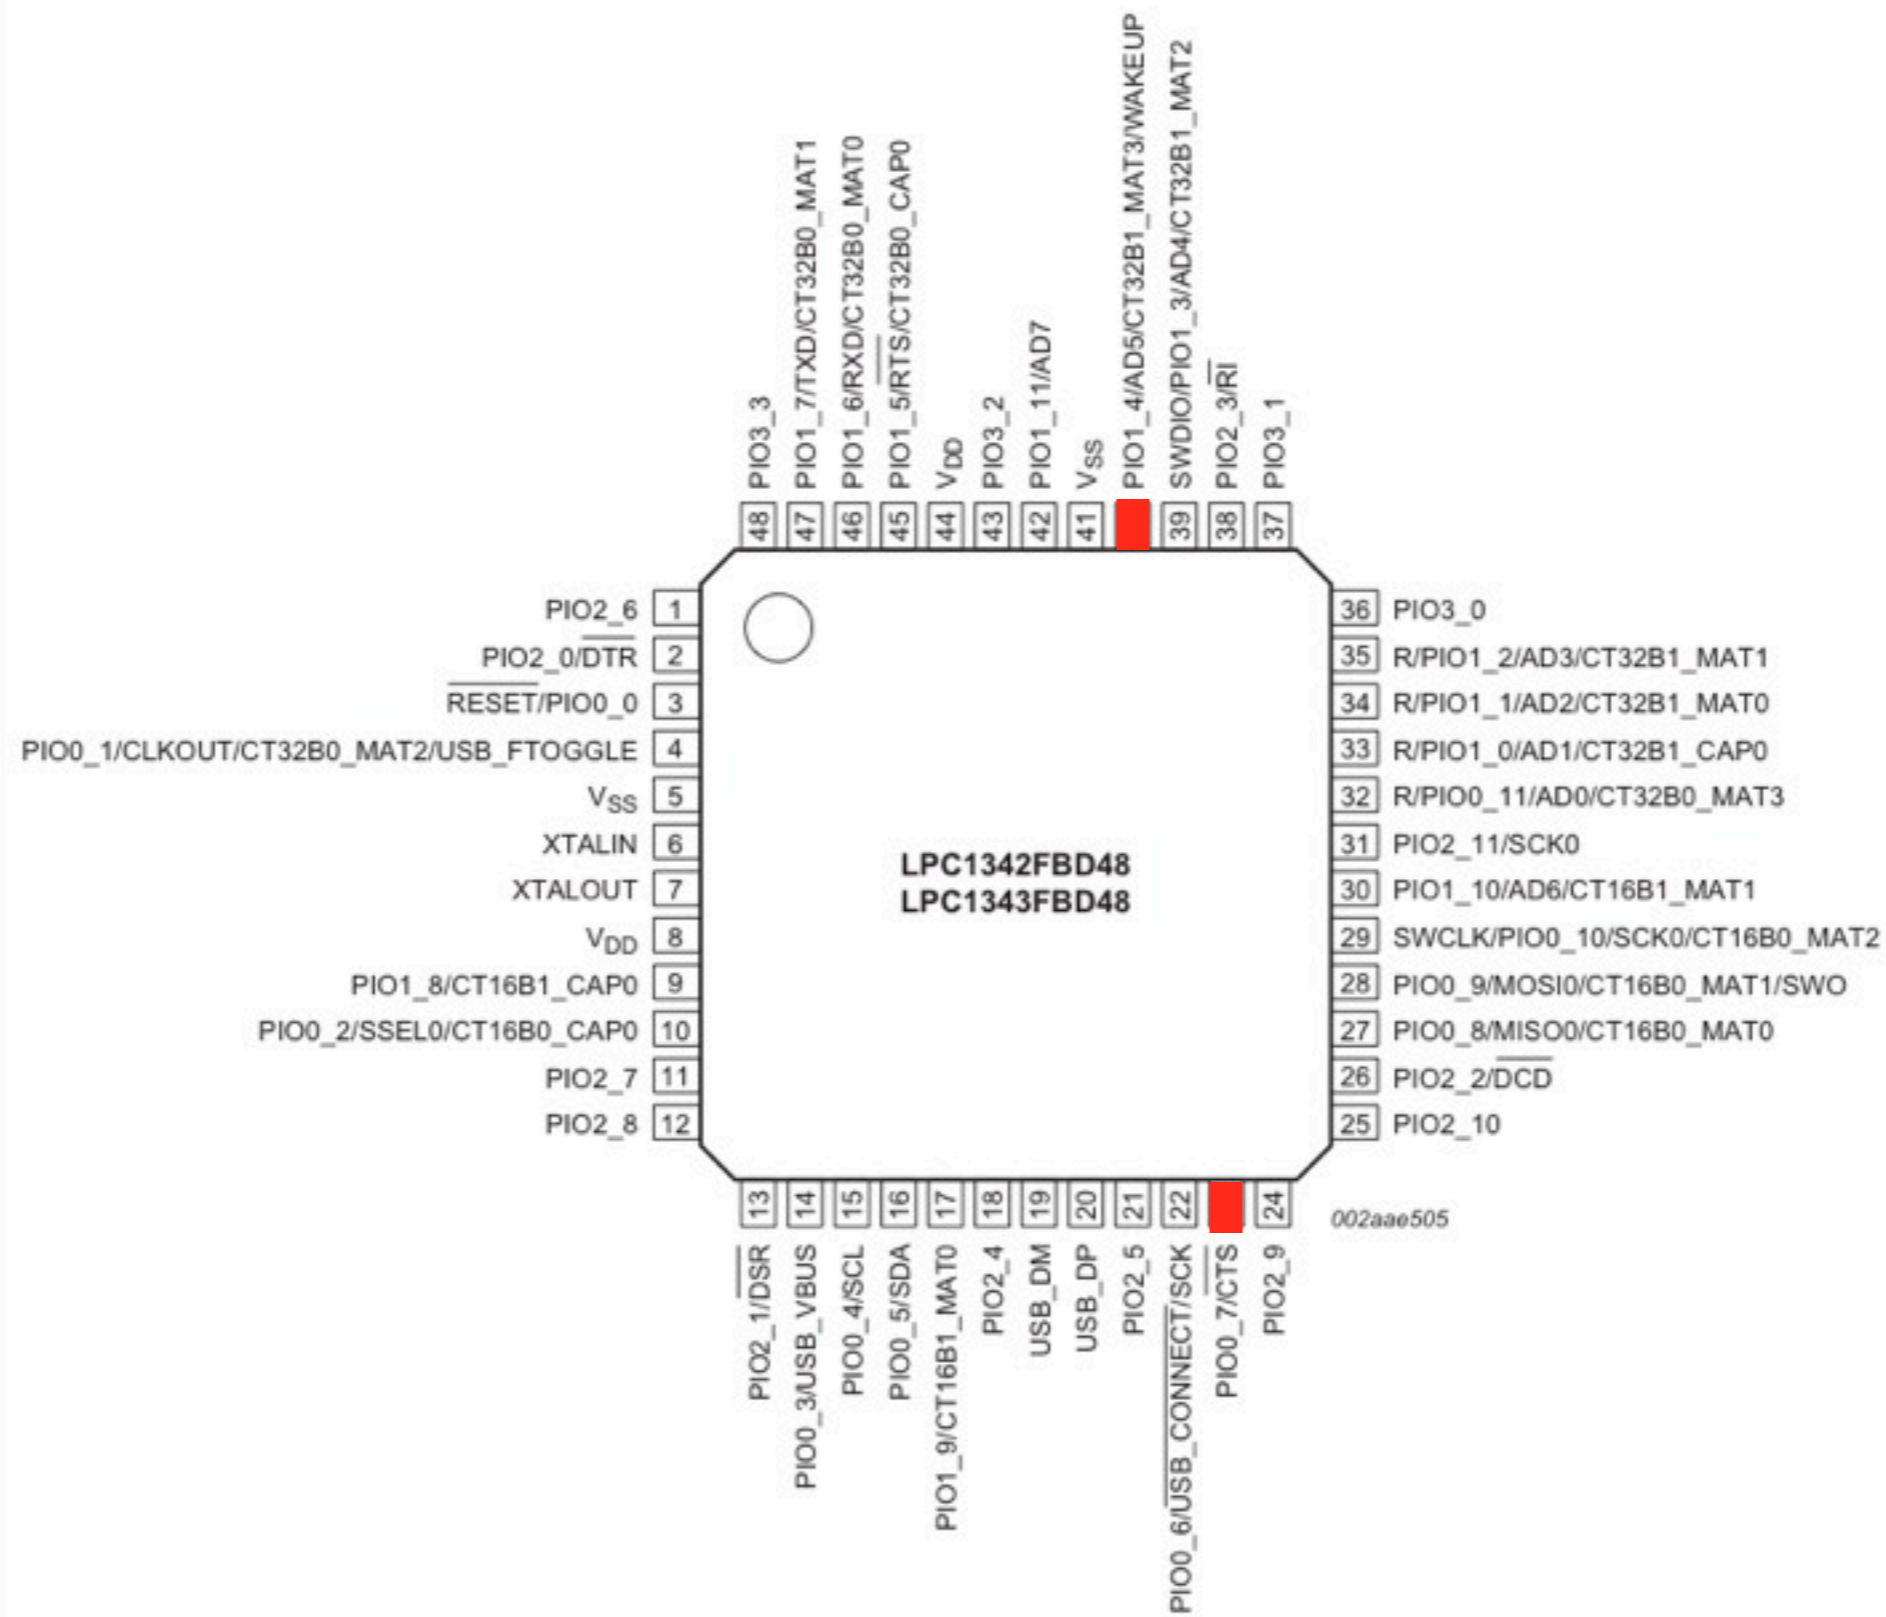 PIO3_3
PIO1_7/TXD/CT32B0_MAT1
PIO1_6/RXD/CT32B0_MAT0
PIO1_5/RTS/CT32B0_CAP0
VDD
PIO3_2
PIO1_11/AD7
VSS
PIO1_4/AD5/CT32B1_MAT3/WAKEUP
SWDIO/PIO1_3/AD4/CT32B1_MAT2
PIO2_3/RI
PIO3_1
48 47 46 45 44 43 42 41 39 38 37
PIO2_6 1
PIO2_0/DTR 2
RESET/PIO0_0 3
PIO0_1/CLKOUT/CT32B0_MAT2/USB_FTOGGLE 4
VSS 5
XTALIN 6
XTALOUT 7
VDD 8
PIO1_8/CT16B1_CAP0 9
PIO0_2/SSEL0/CT16B0_CAP0 10
PIO2_7 11
PIO2_8 12
LPC1342FBD48
LPC1343FBD48
36 PIO3_0
35 R/PIO1_2/AD3/CT32B1_MAT1
34 R/PIO1_1/AD2/CT32B1_MAT0
33 R/PIO1_0/AD1/CT32B1_CAP0
32 R/PIO0_11/AD0/CT32B0_MAT3
31 PIO2_11/SCK0
30 PIO1_10/AD6/CT16B1_MAT1
29 SWCLK/PIO0_10/SCK0/CT16B0_MAT2
28 PIO0_9/MOSI0/CT16B0_MAT1/SWO
27 PIO0_8/MISO0/CT16B0_MAT0
26 PIO2_2/DCD
25 PIO2_10
13 14 15 16 17 18 19 20 21 22 24
002aae505
PIO2_1/DSR
PIO0_3/USB_VBUS
PIO0_4/SCL
PIO0_5/SDA
PIO1_9/CT16B1_MAT0
PIO2_4
USB_DM
USB_DP
PIO2_5
PIO0_6/USB_CONNECT/SCK
PIO0_7/CTS
PIO2_9